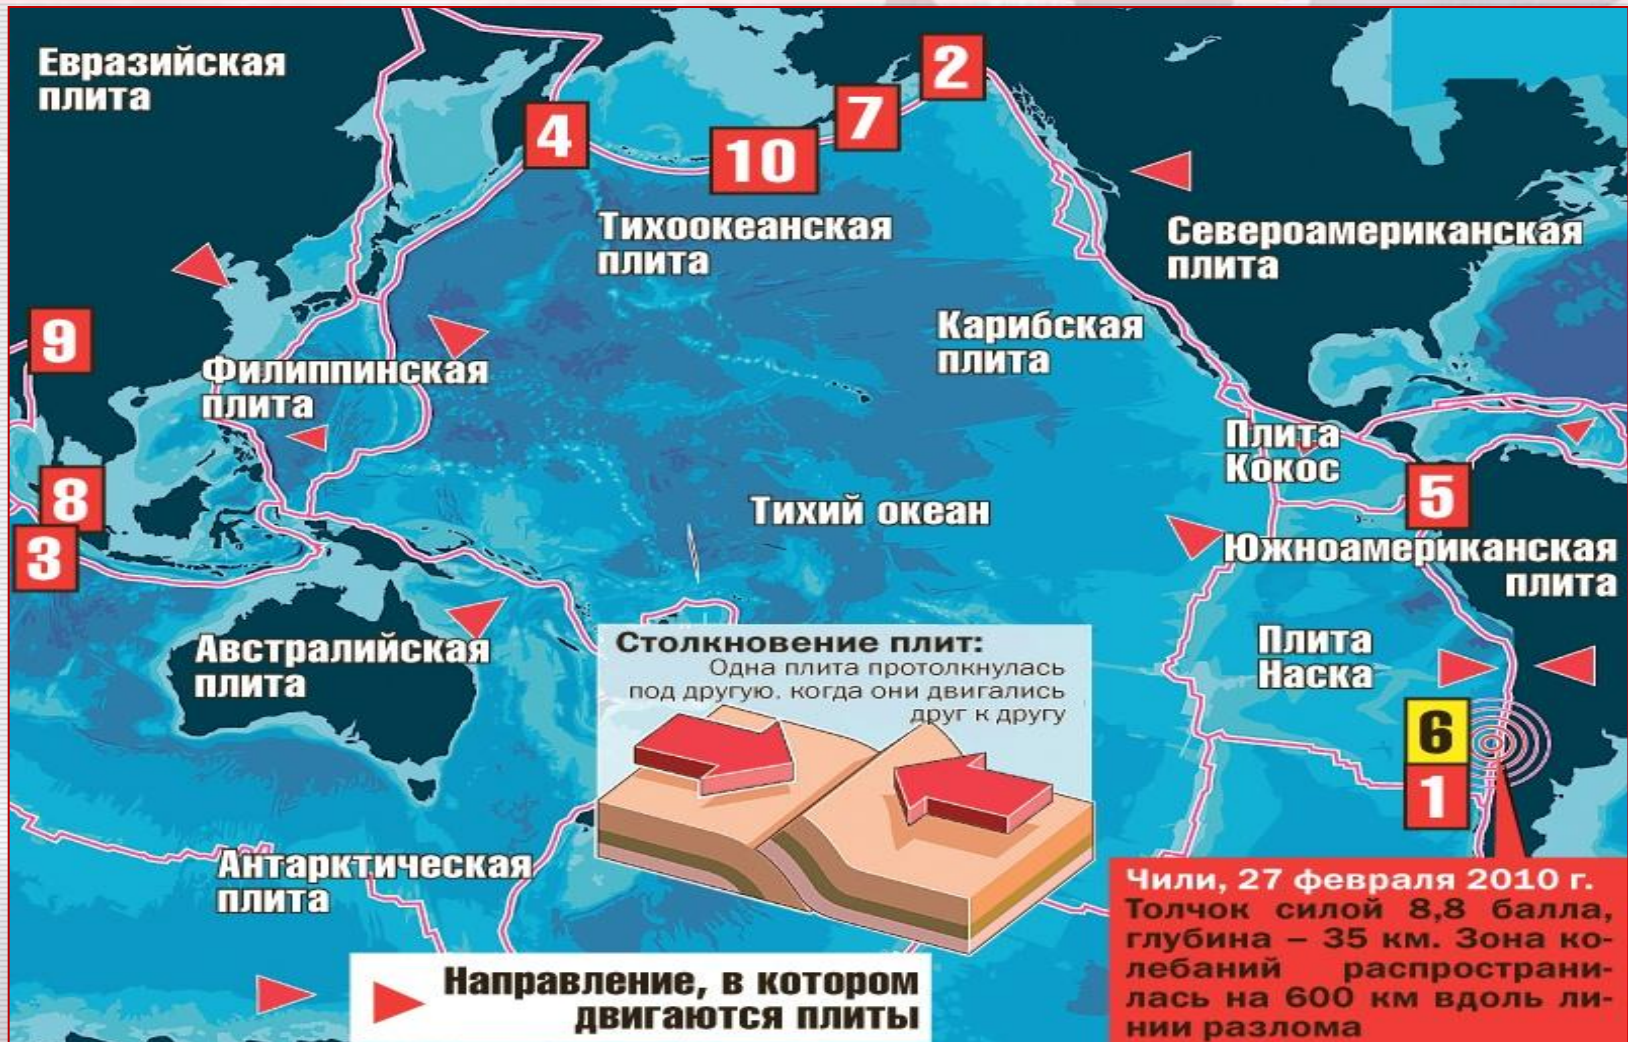 Евразийская
плита
2
4
7
10
Тихоокеанская
плита
Североамериканская
плита
9
Филиппинская
плита
Карибская
плита
Плита
Кокос
8
3
Тихий океан
5
Южноамериканская
плита
Австралийская
плита
Плита
Наска
6
1
Столкновение плит:
Одна плита протолкнулась
под другую, когда они двигались
друг к другу
Антарктическая
плита
Направление, в котором
двигаются плиты
Чили, 27 февраля 2010 г.
Толчок силой 8,8 балла,
глубина – 35 км. Зона ко-
лебаний распространи-
лась на 600 км вдоль ли-
нии разлома